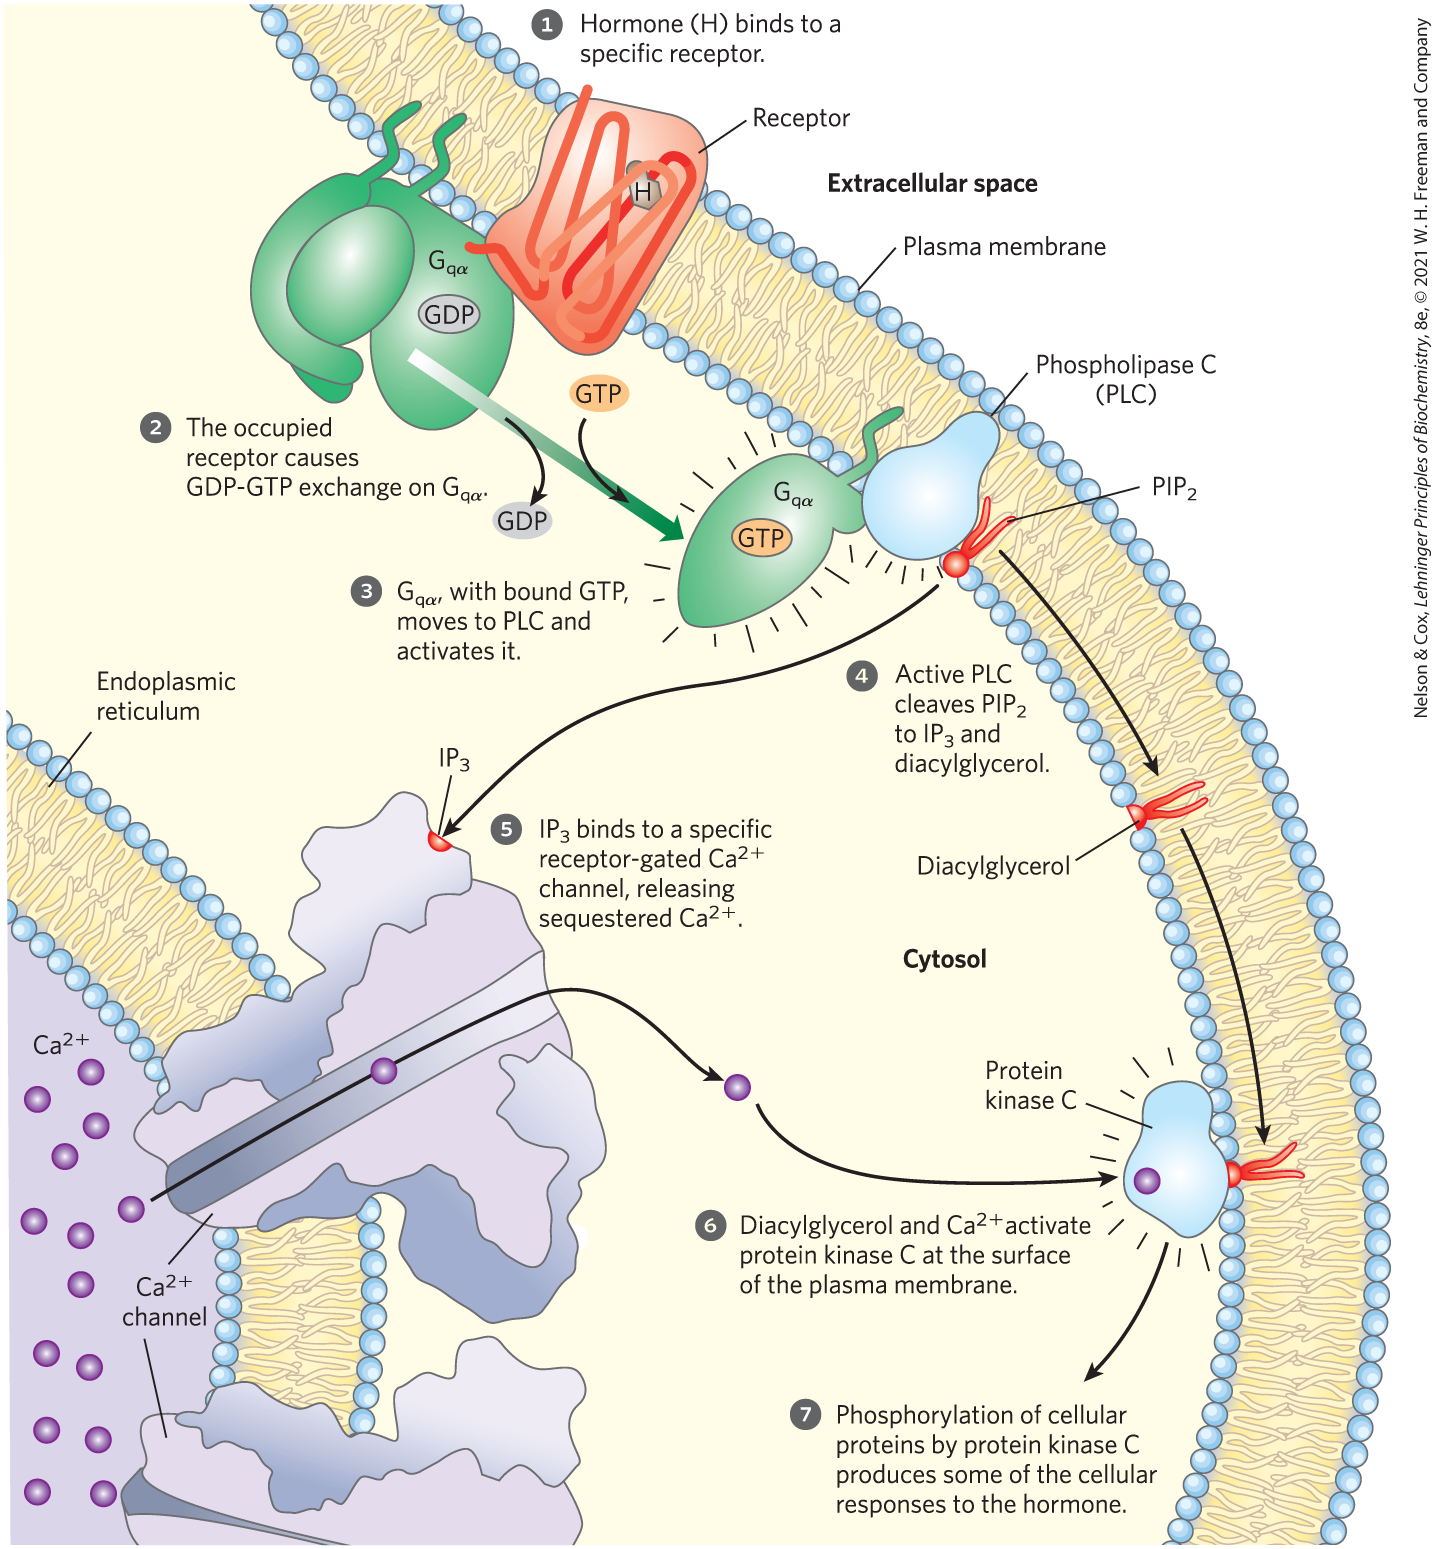 1 Hormone (H) binds to a
specific receptor.
Receptor
H
Extracellular space
Plasma membrane
Gqα
GDP
Phospholipase C
(PLC)
GTP
2 The occupied
receptor causes
GDP-GTP exchange on Gqα.
GDP
Gqα
GTP
PIP2
3 Gqα, with bound GTP,
moves to PLC and
activates it.
4 Active PLC
cleaves PIP2
to IP3 and
diacylglycerol.
Endoplasmic
reticulum
IP3
5 IP3 binds to a specific
receptor-gated Ca2+
channel, releasing
sequestered Ca2+.
Diacylglycerol
Cytosol
Ca2+
Protein
kinase C
6 Diacylglycerol and Ca2+ activate
protein kinase C at the surface
of the plasma membrane.
Ca2+
channel
7 Phosphorylation of cellular
proteins by protein kinase C
produces some of the cellular
responses to the hormone.
Nelson & Cox, Lehninger Principles of Biochemistry, 8e, © 2021 W. H. Freeman and Company